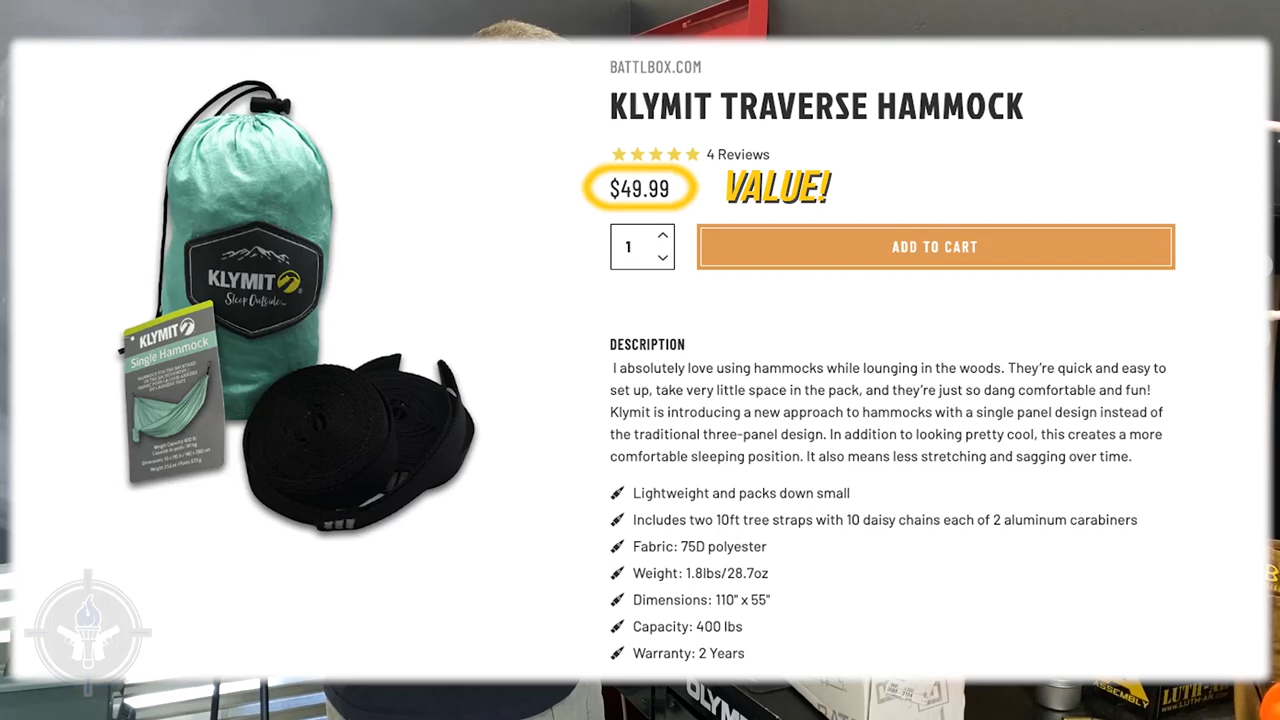 BATTLBOX.COM
KLYMIT TRAVERSE HAMMOCK
4 Reviews
$49.99 VALUE!
1 ADD TO CART
KLYMIT
Sleep Outside
KLYMIT
Single Hammock
DESCRIPTION
I absolutely love using hammocks while lounging in the woods. They’re quick and easy to
set up, take very little space in the pack, and they’re just so dang comfortable and fun!
Klymit is introducing a new approach to hammocks with a single panel design instead of
the traditional three-panel design. In addition to looking pretty cool, this creates a more
comfortable sleeping position. It also means less stretching and sagging over time.
Lightweight and packs down small
Includes two 10ft tree straps with 10 daisy chains each of 2 aluminum carabiners
Fabric: 75D polyester
Weight: 1.8lbs/28.7oz
Dimensions: 110" x 55"
Capacity: 400 lbs
Warranty: 2 Years
ASSEMBLY